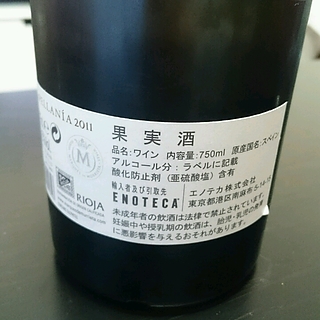 LLANÍA 2011
M
RIOJA
果実酒
品名:ワイン 内容量:750ml 原産国名:スペイン
アルコール分:ラベルに記載
酸化防止剤(亜硫酸塩)含有
輸入者及び引取先 エノテカ株式会社
ENOTECA 東京都港区南麻布5-14-15
未成年者の飲酒は法律で禁止されています。
妊娠中や授乳期の飲酒は、胎児・乳児の発育
に悪影響を与えるおそれがあります。